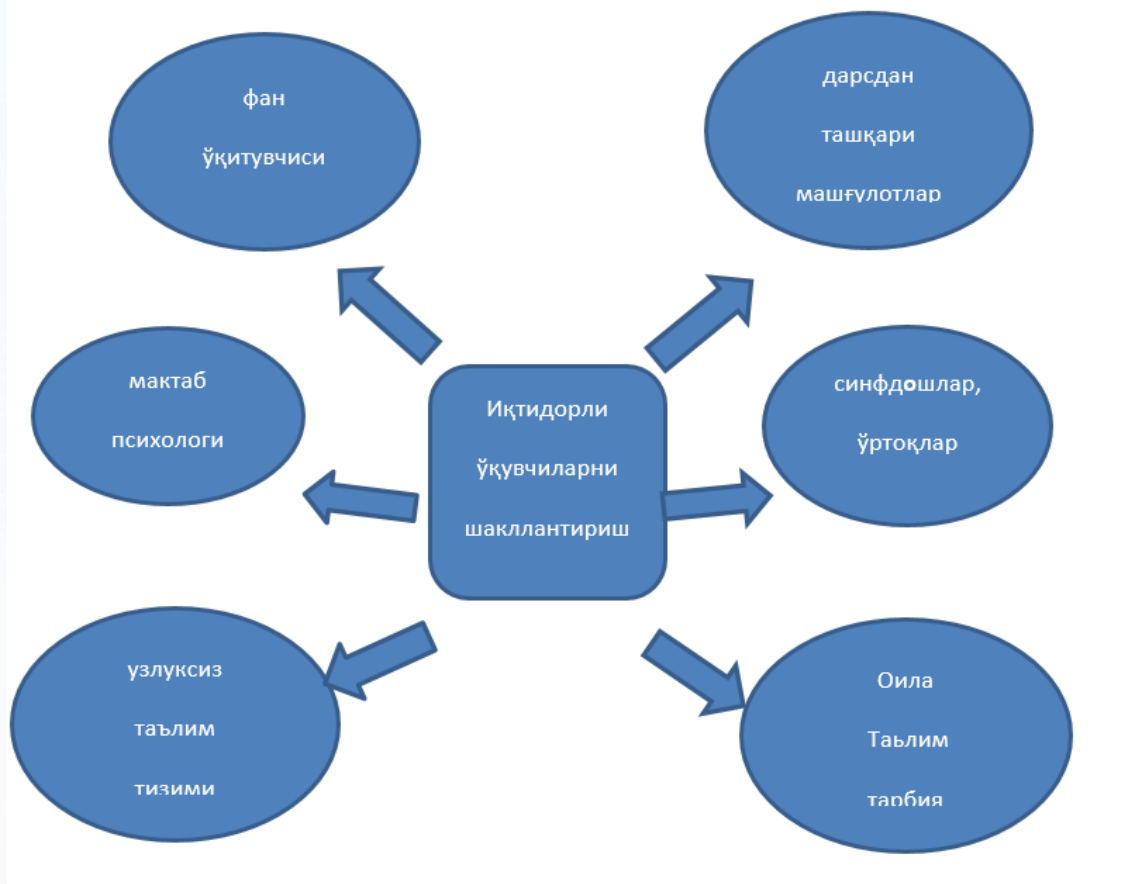 фан
ўқитувчиси
дарсдан
ташқари
машғулотлар
мактаб
психологи
Иқтидорли
ўқувчиларни
шакллантириш
синфдошлар,
ўртоқлар
узлуксиз
таълим
тизими
Оила
Таьлим
тарбия